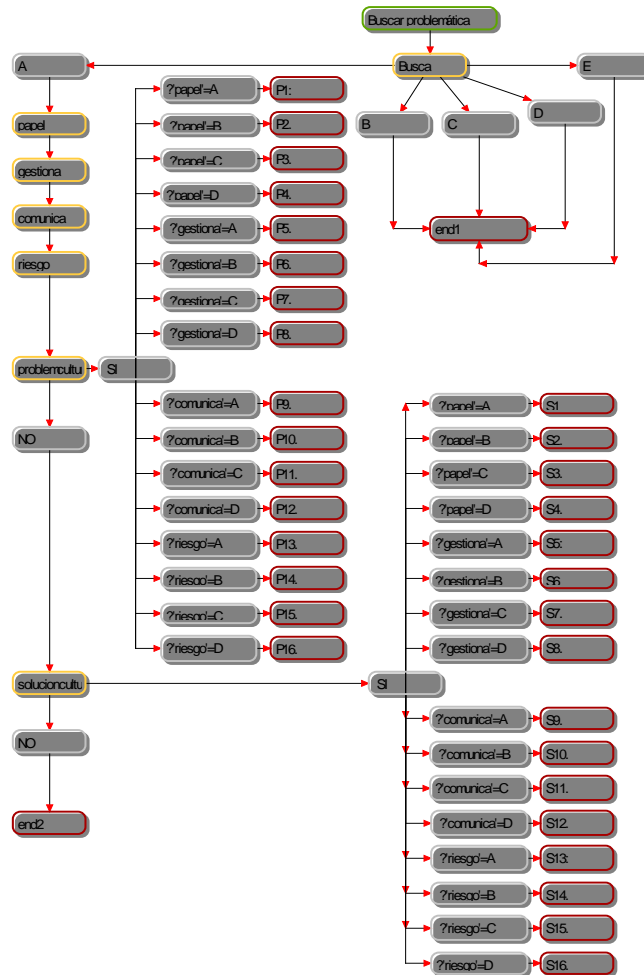 Buscar problemática
A
Busca
E
?'papel'=A
P1:
D
papel
?'papel'=B
P2.
B
C
?'papel'=C
P3.
gestiona
?'papel'=D
P4.
comunica
?'gestiona'=A
P5.
end1
riesgo
?'gestiona'=B
P6.
?'gestiona'=C
P7.
?'gestiona'=D
P8.
problemcultu
SI
?'comunica'=A
P9.
?'papel'=A
S1
NO
?'comunica'=B
P10.
?'papel'=B
S2.
?'comunica'=C
P11.
?'papel'=C
S3.
?'comunica'=D
P12.
?'papel'=D
S4.
?'riesgo'=A
P13.
?'gestiona'=A
S5:
?'riesgo'=B
P14.
?'gestiona'=B
S6
?'riesgo'=C
P15.
?'gestiona'=C
S7.
?'riesgo'=D
P16.
?'gestiona'=D
S8.
solucioncultu
SI
?'comunica'=A
S9.
NO
?'comunica'=B
S10.
?'comunica'=C
S11.
end2
?'comunica'=D
S12.
?'riesgo'=A
S13:
?'riesgo'=B
S14.
?'riesgo'=C
S15.
?'riesgo'=D
S16.